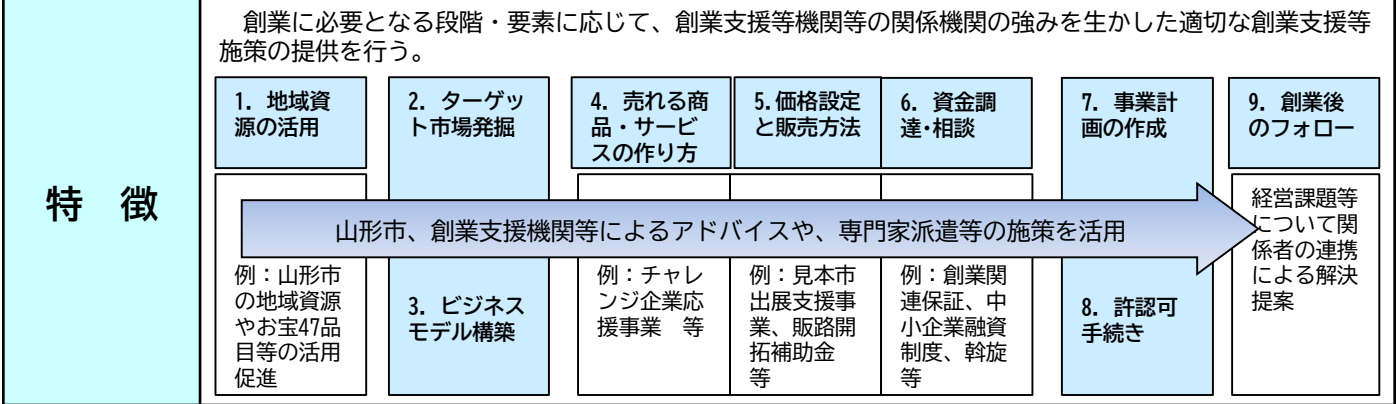 特　徴
創業に必要となる段階・要素に応じて、創業支援等機関等の関係機関の強みを生かした適切な創業支援等
施策の提供を行う。
1. 地域資
源の活用
2. ターゲッ
ト市場発掘
4. 売れる商
品・サービ
スの作り方
5.価格設定
と販売方法
6. 資金調
達・相談
7. 事業計
画の作成
9. 創業後
のフォロー
山形市、創業支援機関等によるアドバイスや、専門家派遣等の施策を活用
例：山形市
の地域資源
やお宝47品
目等の活用
促進
3. ビジネス
モデル構築
例：チャレ
ンジ企業応
援事業　等
例：見本市
出展支援事
業、販路開
拓補助金
等
例：創業関
連保証、中
小企業融資
制度、斡旋
等
8. 許認可
手続き
経営課題等
について関
係者の連携
による解決
提案